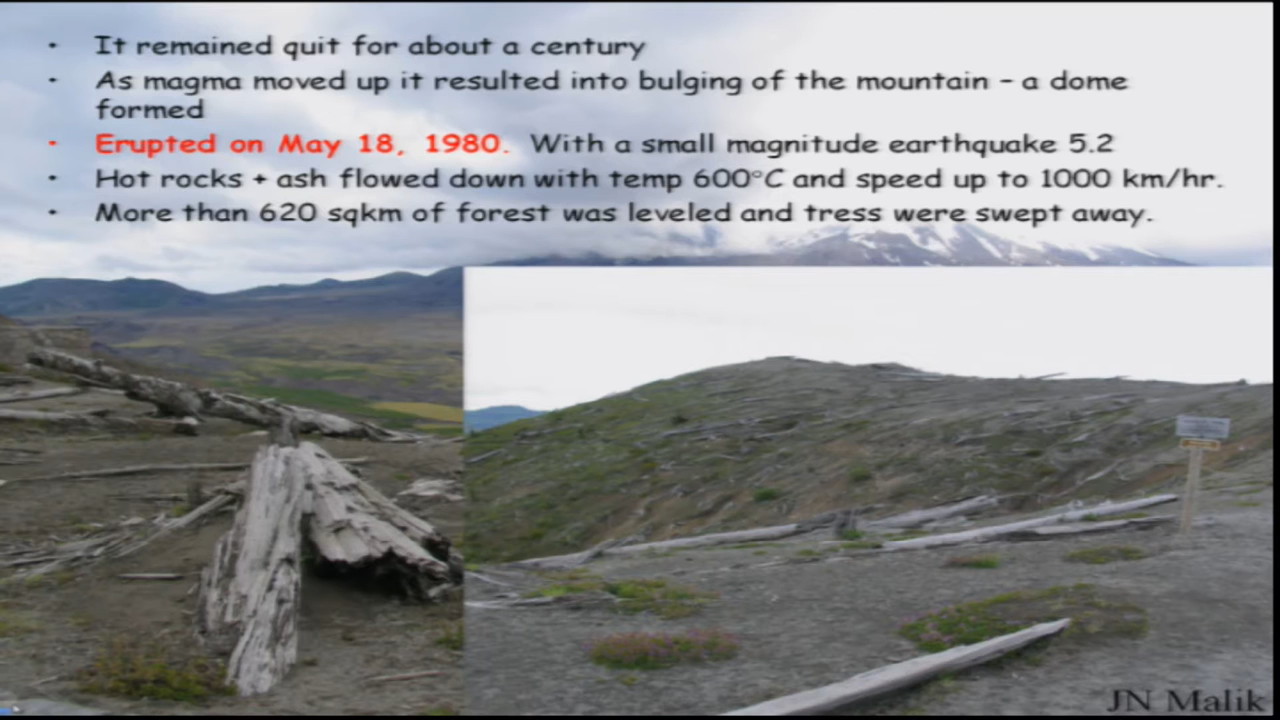 • It remained quit for about a century
• As magma moved up it resulted into bulging of the mountain – a dome
formed
• Erupted on May 18, 1980. With a small magnitude earthquake 5.2
• Hot rocks + ash flowed down with temp 600°C and speed up to 1000 km/hr.
• More than 620 sqkm of forest was leveled and tress were swept away.
JN Malik